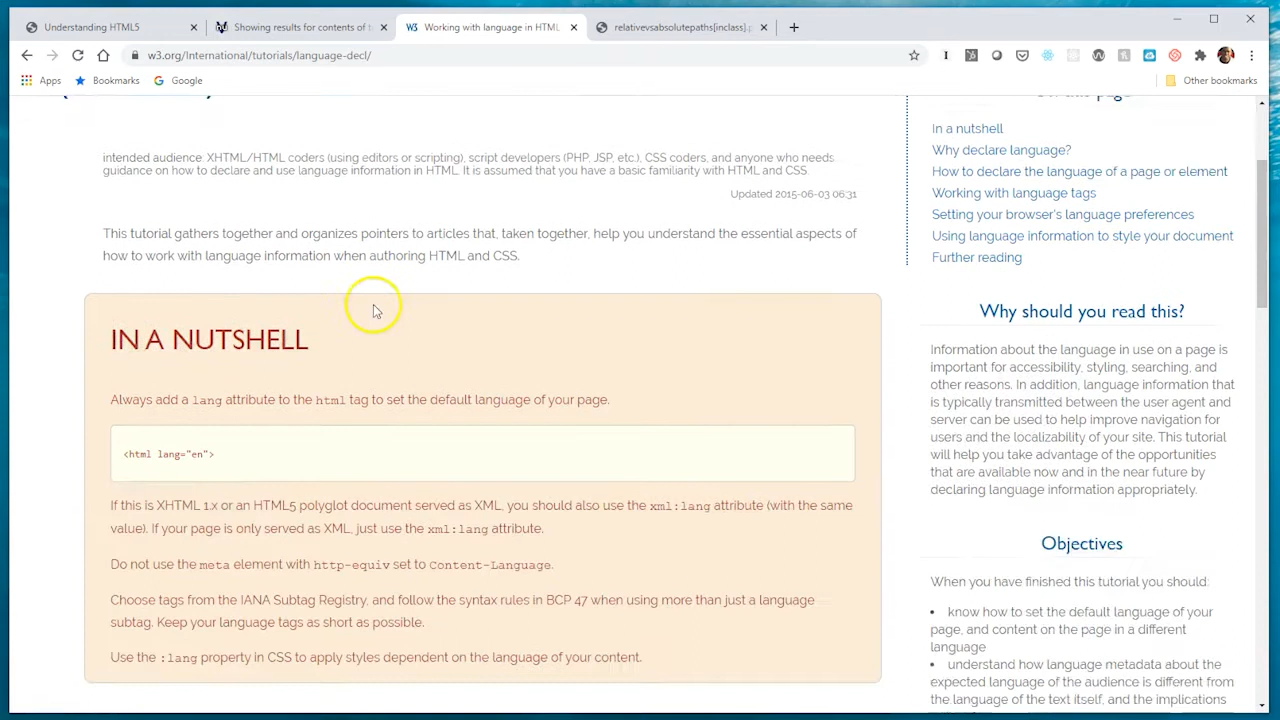 Understanding HTML5
Showing results for contents of t
Working with language in HTML
relativevsabsolutepaths[inclass].p
w3.org/International/tutorials/language-decl/
Apps
Bookmarks
Google
Other bookmarks
intended audience: XHTML/HTML coders (using editors or scripting), script developers (PHP, JSP, etc.), CSS coders, and anyone who needs
guidance on how to declare and use language information in HTML. It is assumed that you have a basic familiarity with HTML and CSS.
Updated 2015-06-03 06:31
This tutorial gathers together and organizes pointers to articles that, taken together, help you understand the essential aspects of
how to work with language information when authoring HTML and CSS.
IN A NUTSHELL
Always add a lang attribute to the html tag to set the default language of your page.
<html lang="en">
If this is XHTML 1.x or an HTML5 polyglot document served as XML, you should also use the xml:lang attribute (with the same
value). If your page is only served as XML, just use the xml:lang attribute.
Do not use the meta element with http-equiv set to Content-Language.
Choose tags from the IANA Subtag Registry, and follow the syntax rules in BCP 47 when using more than just a language
subtag. Keep your language tags as short as possible.
Use the :lang property in CSS to apply styles dependent on the language of your content.
In a nutshell
Why declare language?
How to declare the language of a page or element
Working with language tags
Setting your browser's language preferences
Using language information to style your document
Further reading
Why should you read this?
Information about the language in use on a page is
important for accessibility, styling, searching, and
other reasons. In addition, language information that
is typically transmitted between the user agent and
server can be used to help improve navigation for
users and the localizability of your site. This tutorial
will help you take advantage of the opportunities
that are available now and in the near future by
declaring language information appropriately.
Objectives
When you have finished this tutorial you should:
• know how to set the default language of your
page, and content on the page in a different
language
• understand how language metadata about the
expected language of the audience is different from
the language of the text itself, and the implications